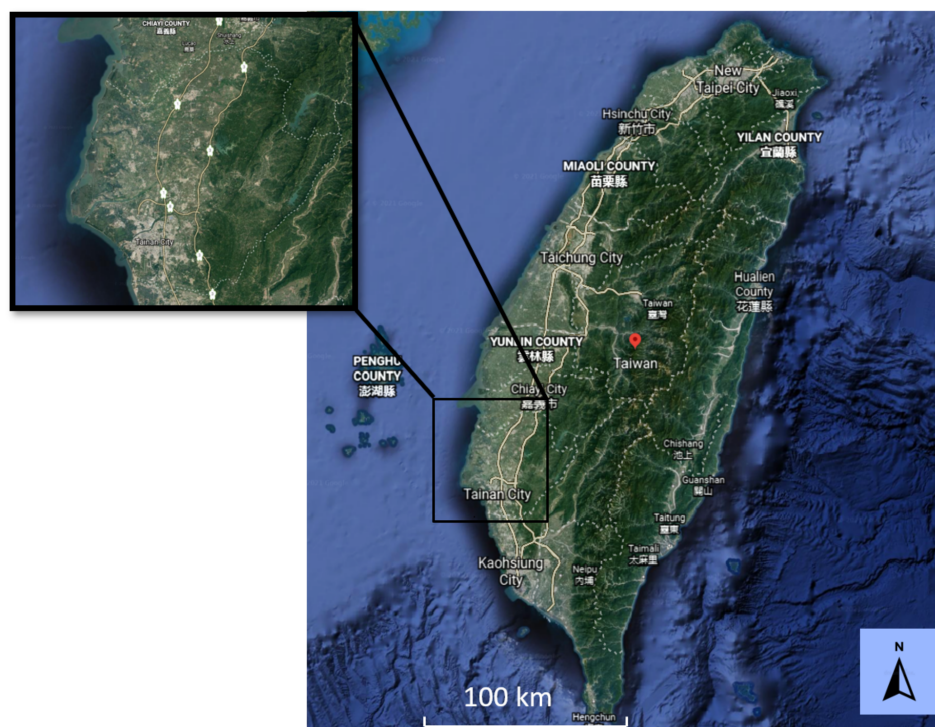 CHIAYI COUNTY
嘉義縣
Tainan City
New
Taipei City
Jiaoxi
礁溪
Hsinchu City
新竹市
YILAN COUNTY
宜蘭縣
MIAOLI COUNTY
苗栗縣
Taichung City
Hualien
County
花蓮縣
Taiwan
臺灣
YUNLIN COUNTY
雲林縣
Taiwan
PENGHU
COUNTY
澎湖縣
Chiayi City
嘉義市
Chishang
池上
Guanshan
關山
Tainan City
Taitung
臺東
Taimali
太麻里
Kaohsiung
City
Neipu
內埔
N
100 km
Hengchun